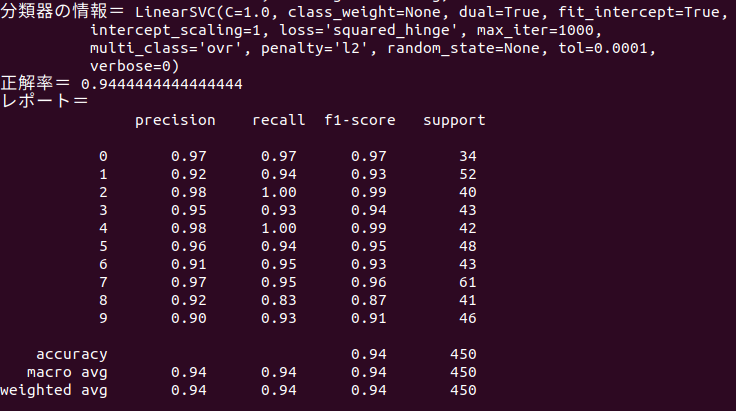 分類器の情報＝ LinearSVC(C=1.0, class_weight=None, dual=True, fit_intercept=True,
intercept_scaling=1, loss='squared_hinge', max_iter=1000,
multi_class='ovr', penalty='l2', random_state=None, tol=0.0001,
verbose=0)
正解率＝ 0.9444444444444444
レポート＝
precision recall f1-score support
0 0.97 0.97 0.97 34
1 0.92 0.94 0.93 52
2 0.98 1.00 0.99 40
3 0.95 0.93 0.94 43
4 0.98 1.00 0.99 42
5 0.96 0.94 0.95 48
6 0.91 0.95 0.93 43
7 0.97 0.95 0.96 61
8 0.92 0.83 0.87 41
9 0.90 0.93 0.91 46
accuracy 0.94 450
macro avg 0.94 0.94 0.94 450
weighted avg 0.94 0.94 0.94 450